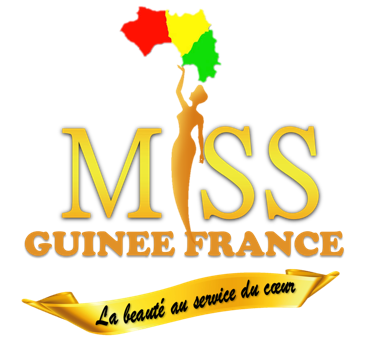 MISS
GUINEE FRANCE
La beauté au service du cœur